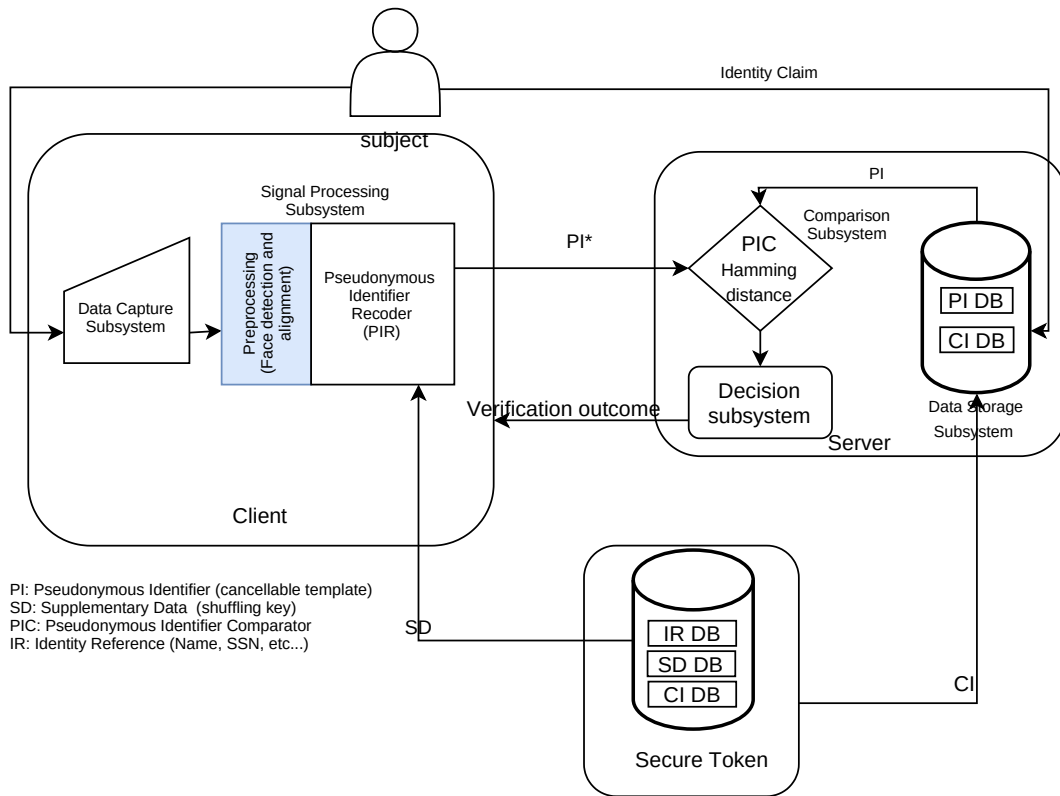 Identity Claim
subject
PI
Signal Processing
Subsystem
Comparison
Subsystem
PI*
PIC
Hamming
distance
Preprocessing
(Face detection and
alignment)
Pseudonymous
Identifier
Recoder
(PIR)
Data Capture
Subsystem
PI DB
CI DB
Decision
subsystem
Verification outcome
Data Storage
Subsystem
Server
Client
PI: Pseudonymous Identifier (cancellable template)
SD: Supplementary Data  (shuffling key)
PIC: Pseudonymous Identifier Comparator
IR: Identity Reference (Name, SSN, etc...)
SD
IR DB
SD DB
CI DB
CI
Secure Token